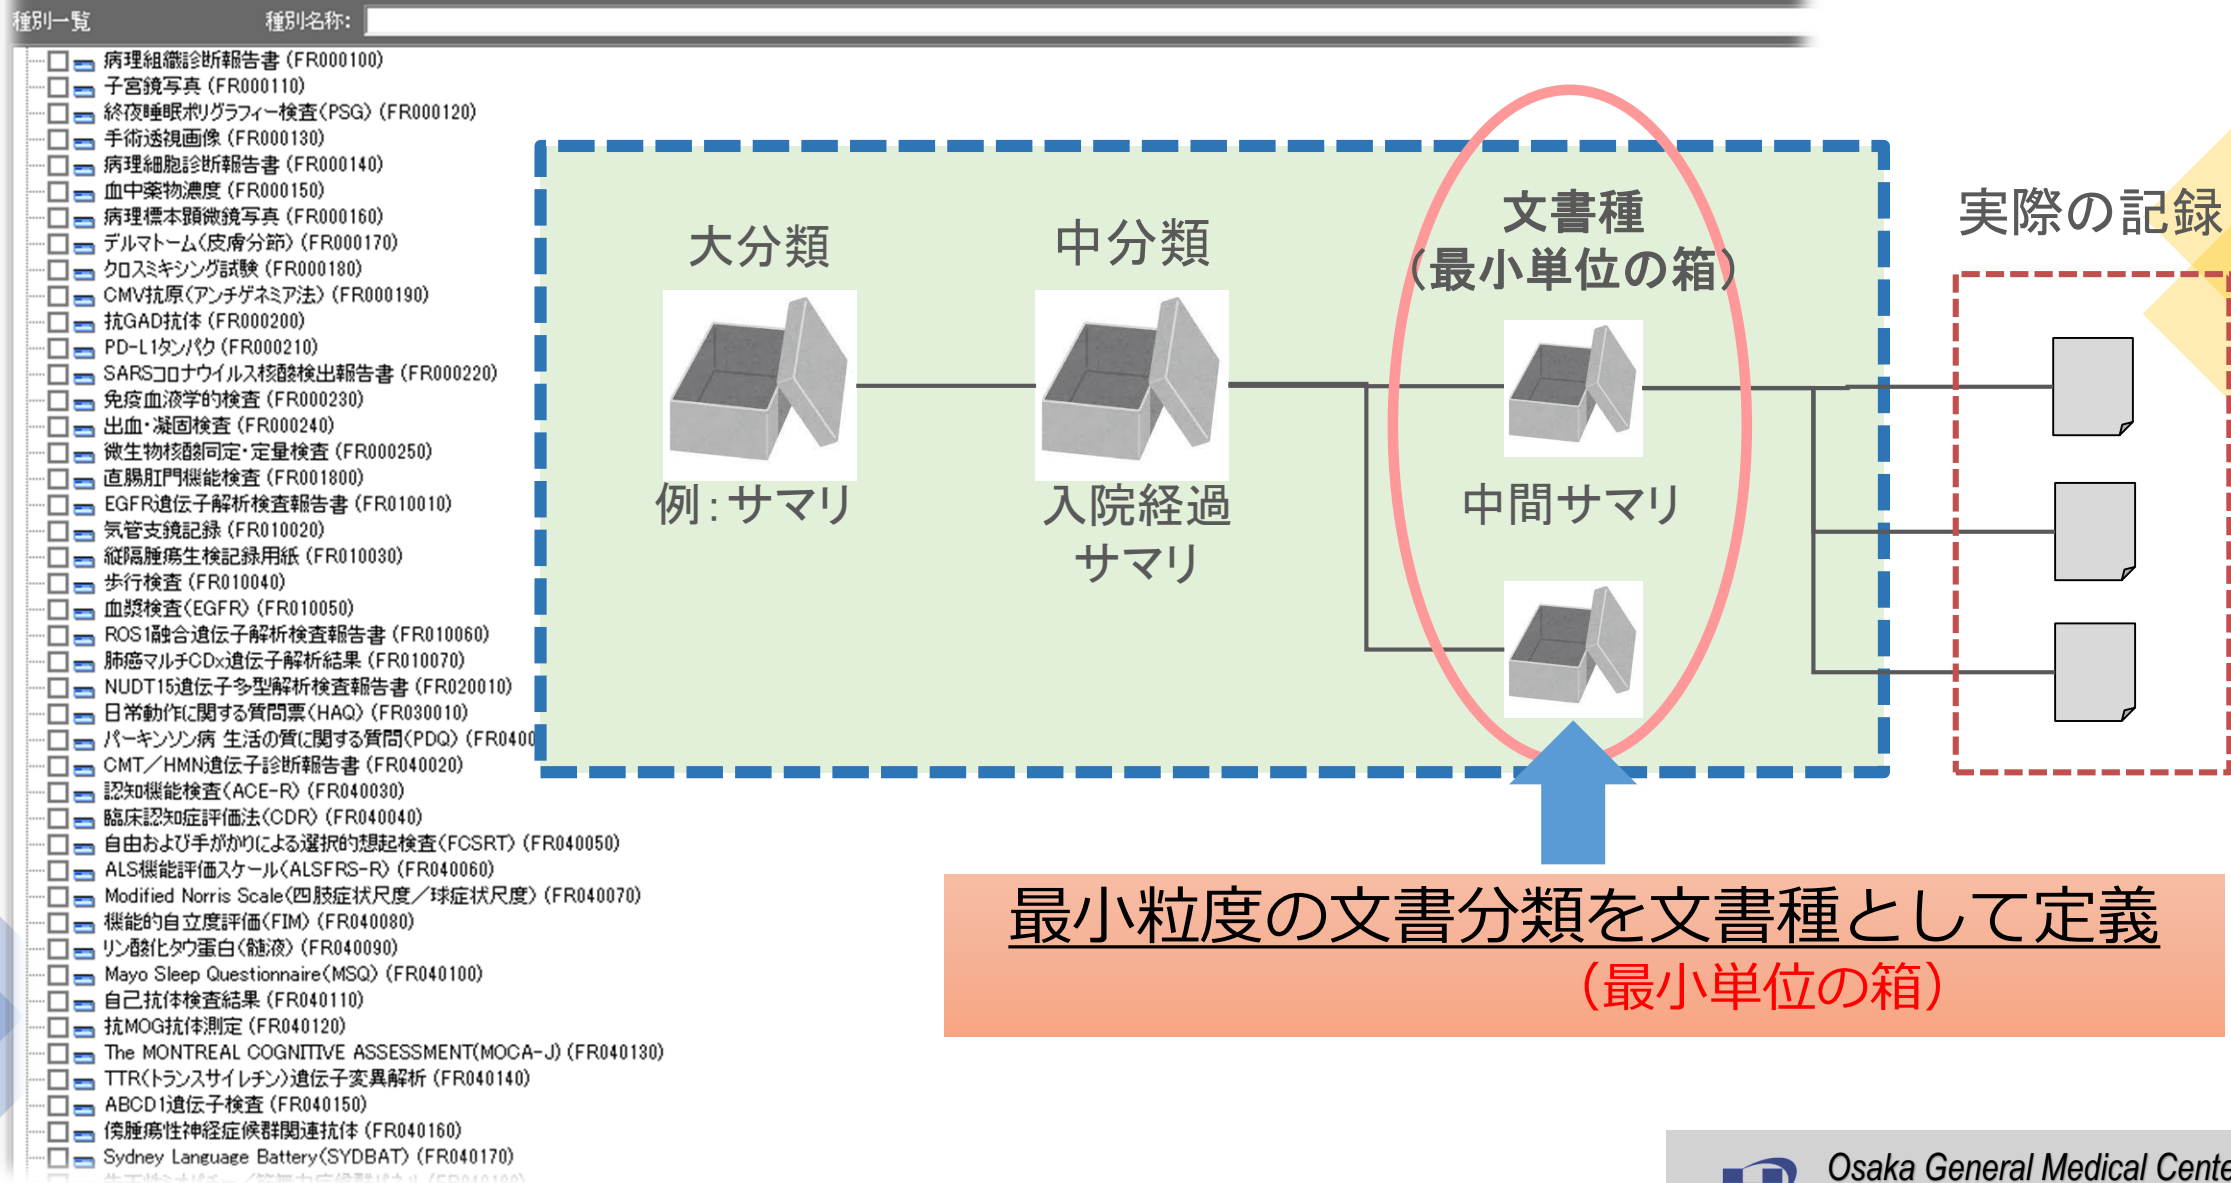 種別一覧 種別名称:
病理組織診断報告書 (FR000100)
子宮鏡写真 (FR000110)
終夜睡眠ポリグラフィー検査(PSG) (FR000120)
手術透視画像 (FR000130)
病理細胞診断報告書 (FR000140)
血中薬物濃度 (FR000150)
病理標本顕微鏡写真 (FR000160)
デルマトーム(皮膚分節) (FR000170)
クロスミキシング試験 (FR000180)
CMV抗原(アンチゲネミア法) (FR000190)
抗GAD抗体 (FR000200)
PD-L1タンパク (FR000210)
SARSコロナウイルス核酸検出報告書 (FR000220)
免疫血液学的検査 (FR000230)
出血・凝固検査 (FR000240)
微生物核酸同定・定量検査 (FR000250)
直腸肛門機能検査 (FR001800)
EGFR遺伝子解析検査報告書 (FR010010)
気管支鏡記録 (FR010020)
縦隔腫瘍生検記録用紙 (FR010030)
歩行検査 (FR010040)
血漿検査(EGFR) (FR010050)
ROS1融合遺伝子解析検査報告書 (FR010060)
肺癌マルチCDx遺伝子解析結果 (FR010070)
NUDT15遺伝子多型解析検査報告書 (FR020010)
日常動作に関する質問票(HAQ) (FR030010)
パーキンソン病 生活の質に関する質問(PDQ) (FR0400
CMT／HMN遺伝子診断報告書 (FR040020)
認知機能検査(ACE-R) (FR040030)
臨床認知症評価法(CDR) (FR040040)
自由および手がかりによる選択的想起検査(FCSRT) (FR040050)
ALS機能評価スケール(ALSFRS-R) (FR040060)
Modified Norris Scale(四肢症状尺度／球症状尺度) (FR040070)
機能的自立度評価(FIM) (FR040080)
リン酸化タウ蛋白(髄液) (FR040090)
Mayo Sleep Questionnaire(MSQ) (FR040100)
自己抗体検査結果 (FR040110)
抗MOG抗体測定 (FR040120)
The MONTREAL COGNITIVE ASSESSMENT(MOCA-J) (FR040130)
TTR(トランスサイレチン)遺伝子変異解析 (FR040140)
ABCD1遺伝子検査 (FR040150)
傍腫瘍性神経症候群関連抗体 (FR040160)
Sydney Language Battery(SYDBAT) (FR040170)
大分類
例：サマリ
中分類
入院経過
サマリ
文書種
（最小単位の箱）
中間サマリ
実際の記録
最小粒度の文書分類を文書種として定義
（最小単位の箱）
Osaka General Medical Cente